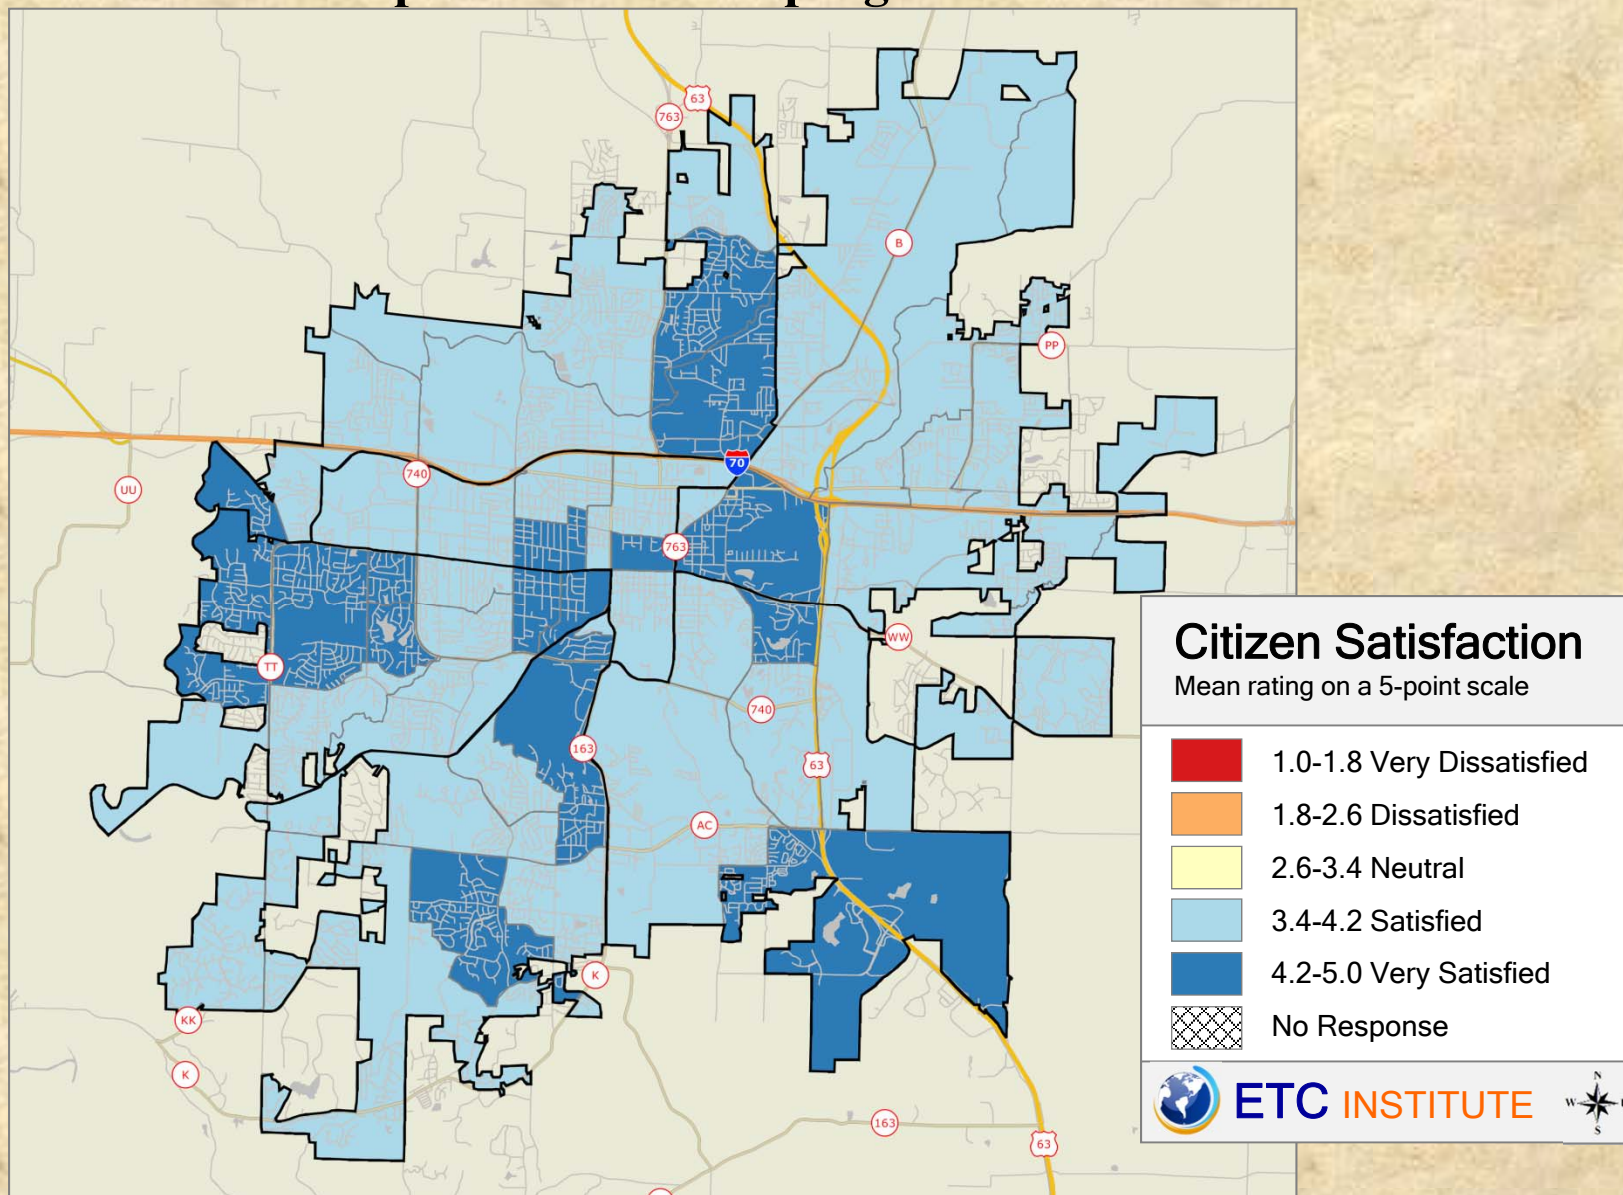 63
763
B
PP
70
740
UU
763
WW
TT
740
163
63
AC
K
KK
K
163
63
Citizen Satisfaction
Mean rating on a 5-point scale
1.0-1.8 Very Dissatisfied
1.8-2.6 Dissatisfied
2.6-3.4 Neutral
3.4-4.2 Satisfied
4.2-5.0 Very Satisfied
No Response
ETC INSTITUTE
N
W
S